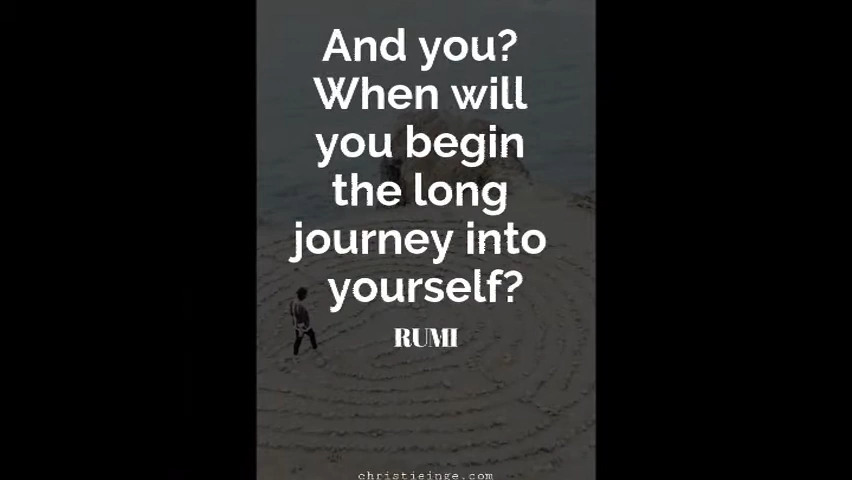 And you?
When will
you begin
the long
journey into
yourself?
RUMI
christieinge.com